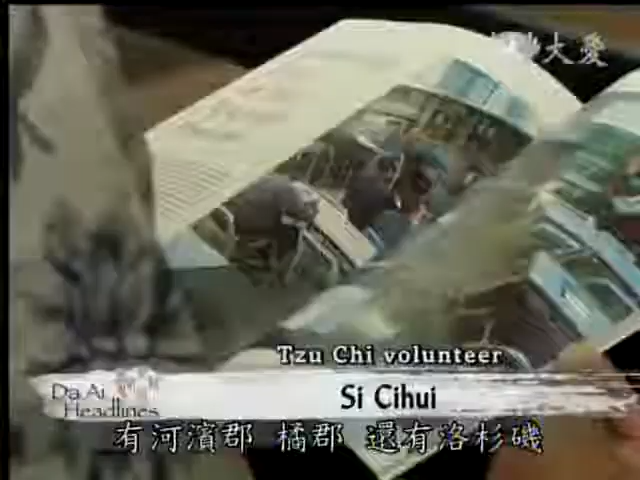 大愛
Tzu Chi volunteer
Da Ai
Headlines
Si Cihui
有河濱郡 橘郡 還有洛杉磯